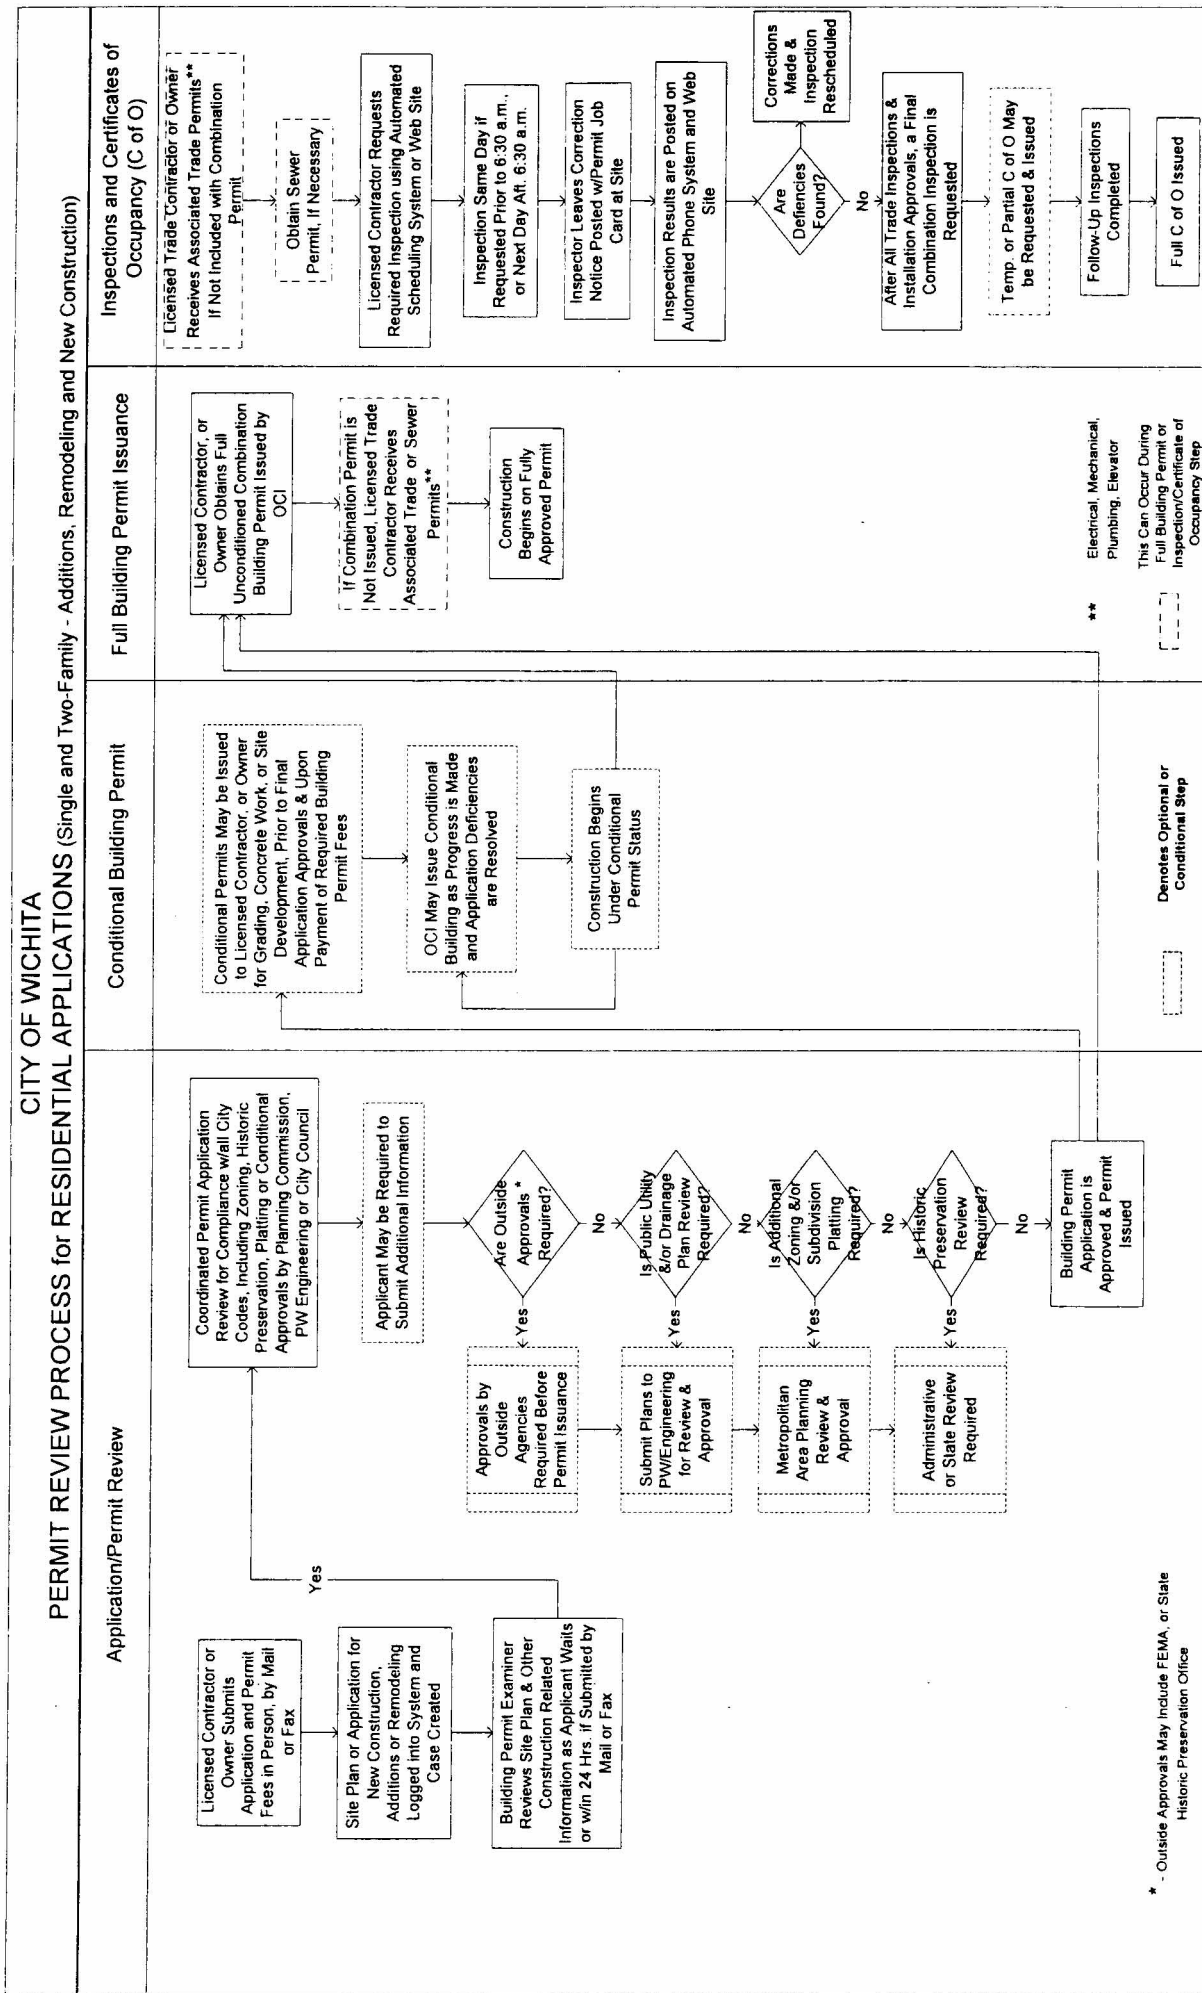 CITY OF WICHITA
PERMIT REVIEW PROCESS for RESIDENTIAL APPLICATIONS (Single and Two-Family - Additions, Remodeling and New Construction)
Application/Permit Review
Conditional Building Permit
Full Building Permit Issuance
Inspections and Certificates of
Occupancy (C of O)
Licensed Contractor or
Owner Submits
Application and Permit
Fees in Person, by Mail
or Fax
Site Plan or Application for
New Construction,
Additions or Remodeling
Logged into System and
Case Created
Building Permit Examiner
Reviews Site Plan & Other
Construction Related
Information as Applicant Waits
or w/in 24 Hrs. if Submitted by
Mail or Fax
Yes
Coordinated Permit Application
Review for Compliance w/all City
Codes, Including Zoning, Historic
Preservation, Platting or Conditional
Approvals by Planning Commission,
PW Engineering or City Council
Applicant May be Required to
Submit Additional Information
Are Outside
Approvals *
Required?
Yes
No
Approvals by
Outside
Agencies
Required Before
Permit Issuance
Is Public Utility
&/or Drainage
Plan Review
Required?
Yes
No
Submit Plans to
PW/Engineering
for Review &
Approval
Is Additional
Zoning &/or
Subdivision
Platting
Required?
Yes
No
Metropolitan
Area Planning
Review &
Approval
Is Historic
Preservation
Review
Required?
Yes
No
Administrative
or State Review
Required
Building Permit
Application is
Approved & Permit
Issued
* - Outside Approvals May Include FEMA, or State
Historic Preservation Office
Conditional Permits May be Issued
to Licensed Contractor, or Owner
for Grading, Concrete Work, or Site
Development, Prior to Final
Application Approvals & Upon
Payment of Required Building
Permit Fees
OCI May Issue Conditional
Building as Progress is Made
and Application Deficiencies
are Resolved
Construction Begins
Under Conditional
Permit Status
Denotes Optional or
Conditional Step
Licensed Contractor, or
Owner Obtains Full
Unconditioned Combination
Building Permit Issued by
OCI
If Combination Permit is
Not Issued, Licensed Trade
Contractor Receives
Associated Trade or Sewer
Permits**
Construction
Begins on Fully
Approved Permit
** Electrical, Mechanical,
Plumbing, Elevator
This Can Occur During
Full Building Permit or
Inspection/Certificate of
Occupancy Step
Licensed Trade Contractor or Owner
Receives Associated Trade Permits**
If Not Included with Combination
Permit
Obtain Sewer
Permit, If Necessary
Licensed Contractor Requests
Required Inspection using Automated
Scheduling System or Web Site
Inspection Same Day if
Requested Prior to 6:30 a.m.,
or Next Day Aft. 6:30 a.m.
Inspector Leaves Correction
Notice Posted w/Permit Job
Card at Site
Inspection Results are Posted on
Automated Phone System and Web
Site
Are
Defiencies
Found?
Corrections
Made &
Inspection
Rescheduled
No
After All Trade Inspections &
Installation Approvals, a Final
Combination Inspection is
Requested
Temp. or Partial C of O May
be Requested & Issued
Follow-Up Inspections
Completed
Full C of O Issued